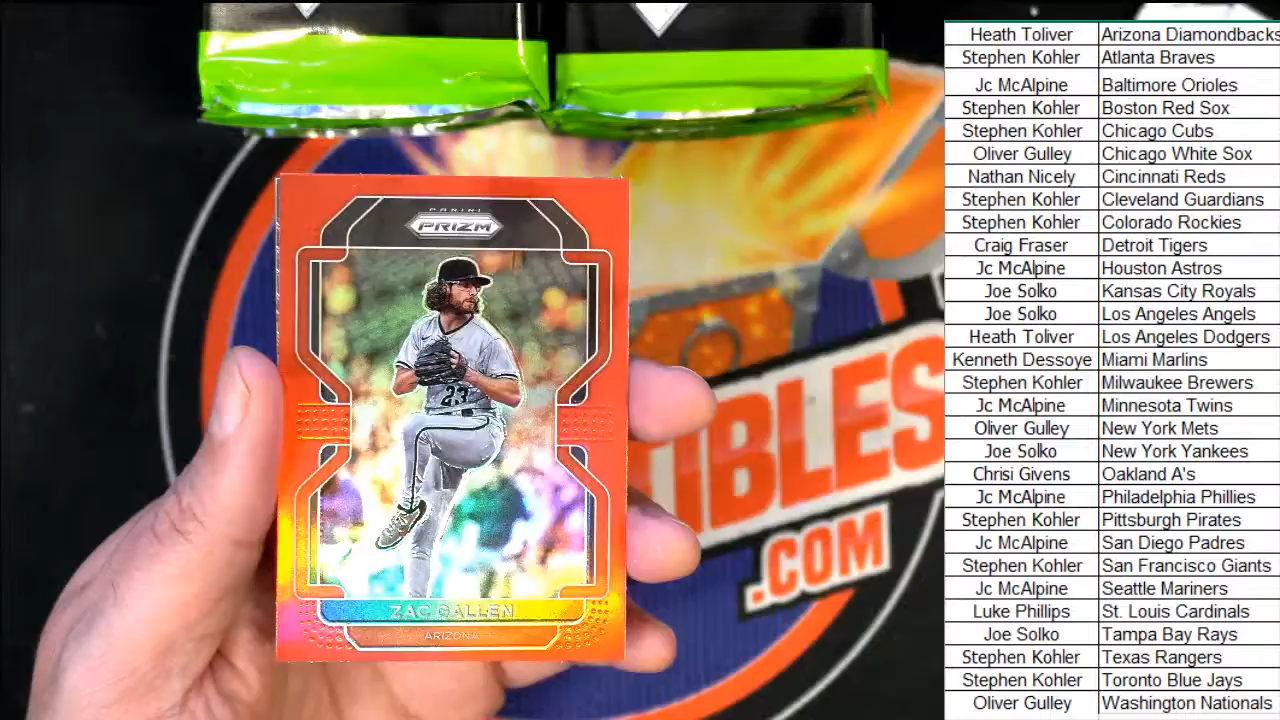 PANINI
PRIZM
23
ZAC GALLEN
ARIZONA
TIBLES
.COM
Heath Toliver Arizona Diamondbacks
Stephen Kohler Atlanta Braves
Jc McAlpine Baltimore Orioles
Stephen Kohler Boston Red Sox
Stephen Kohler Chicago Cubs
Oliver Gulley Chicago White Sox
Nathan Nicely Cincinnati Reds
Stephen Kohler Cleveland Guardians
Stephen Kohler Colorado Rockies
Craig Fraser Detroit Tigers
Jc McAlpine Houston Astros
Joe Solko Kansas City Royals
Joe Solko Los Angeles Angels
Heath Toliver Los Angeles Dodgers
Kenneth Dessoye Miami Marlins
Stephen Kohler Milwaukee Brewers
Jc McAlpine Minnesota Twins
Oliver Gulley New York Mets
Joe Solko New York Yankees
Chrisi Givens Oakland A's
Jc McAlpine Philadelphia Phillies
Stephen Kohler Pittsburgh Pirates
Jc McAlpine San Diego Padres
Stephen Kohler San Francisco Giants
Jc McAlpine Seattle Mariners
Luke Phillips St. Louis Cardinals
Joe Solko Tampa Bay Rays
Stephen Kohler Texas Rangers
Stephen Kohler Toronto Blue Jays
Oliver Gulley Washington Nationals